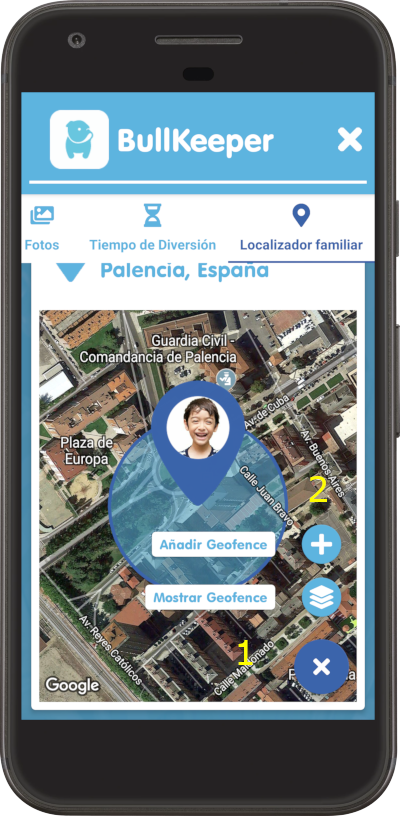 BullKeeper
Fotos
Tiempo de Diversión
Localizador familiar
Palencia, España
Guardia Civil -
Comandancia de Palencia
Av. de Cuba
Plaza de
Europa
Av. Buenos Aires
Calle Juan Bravo
2
Añadir Geofence
Mostrar Geofence
Av. Reyes Católicos
1
Calle Maldonado
Google